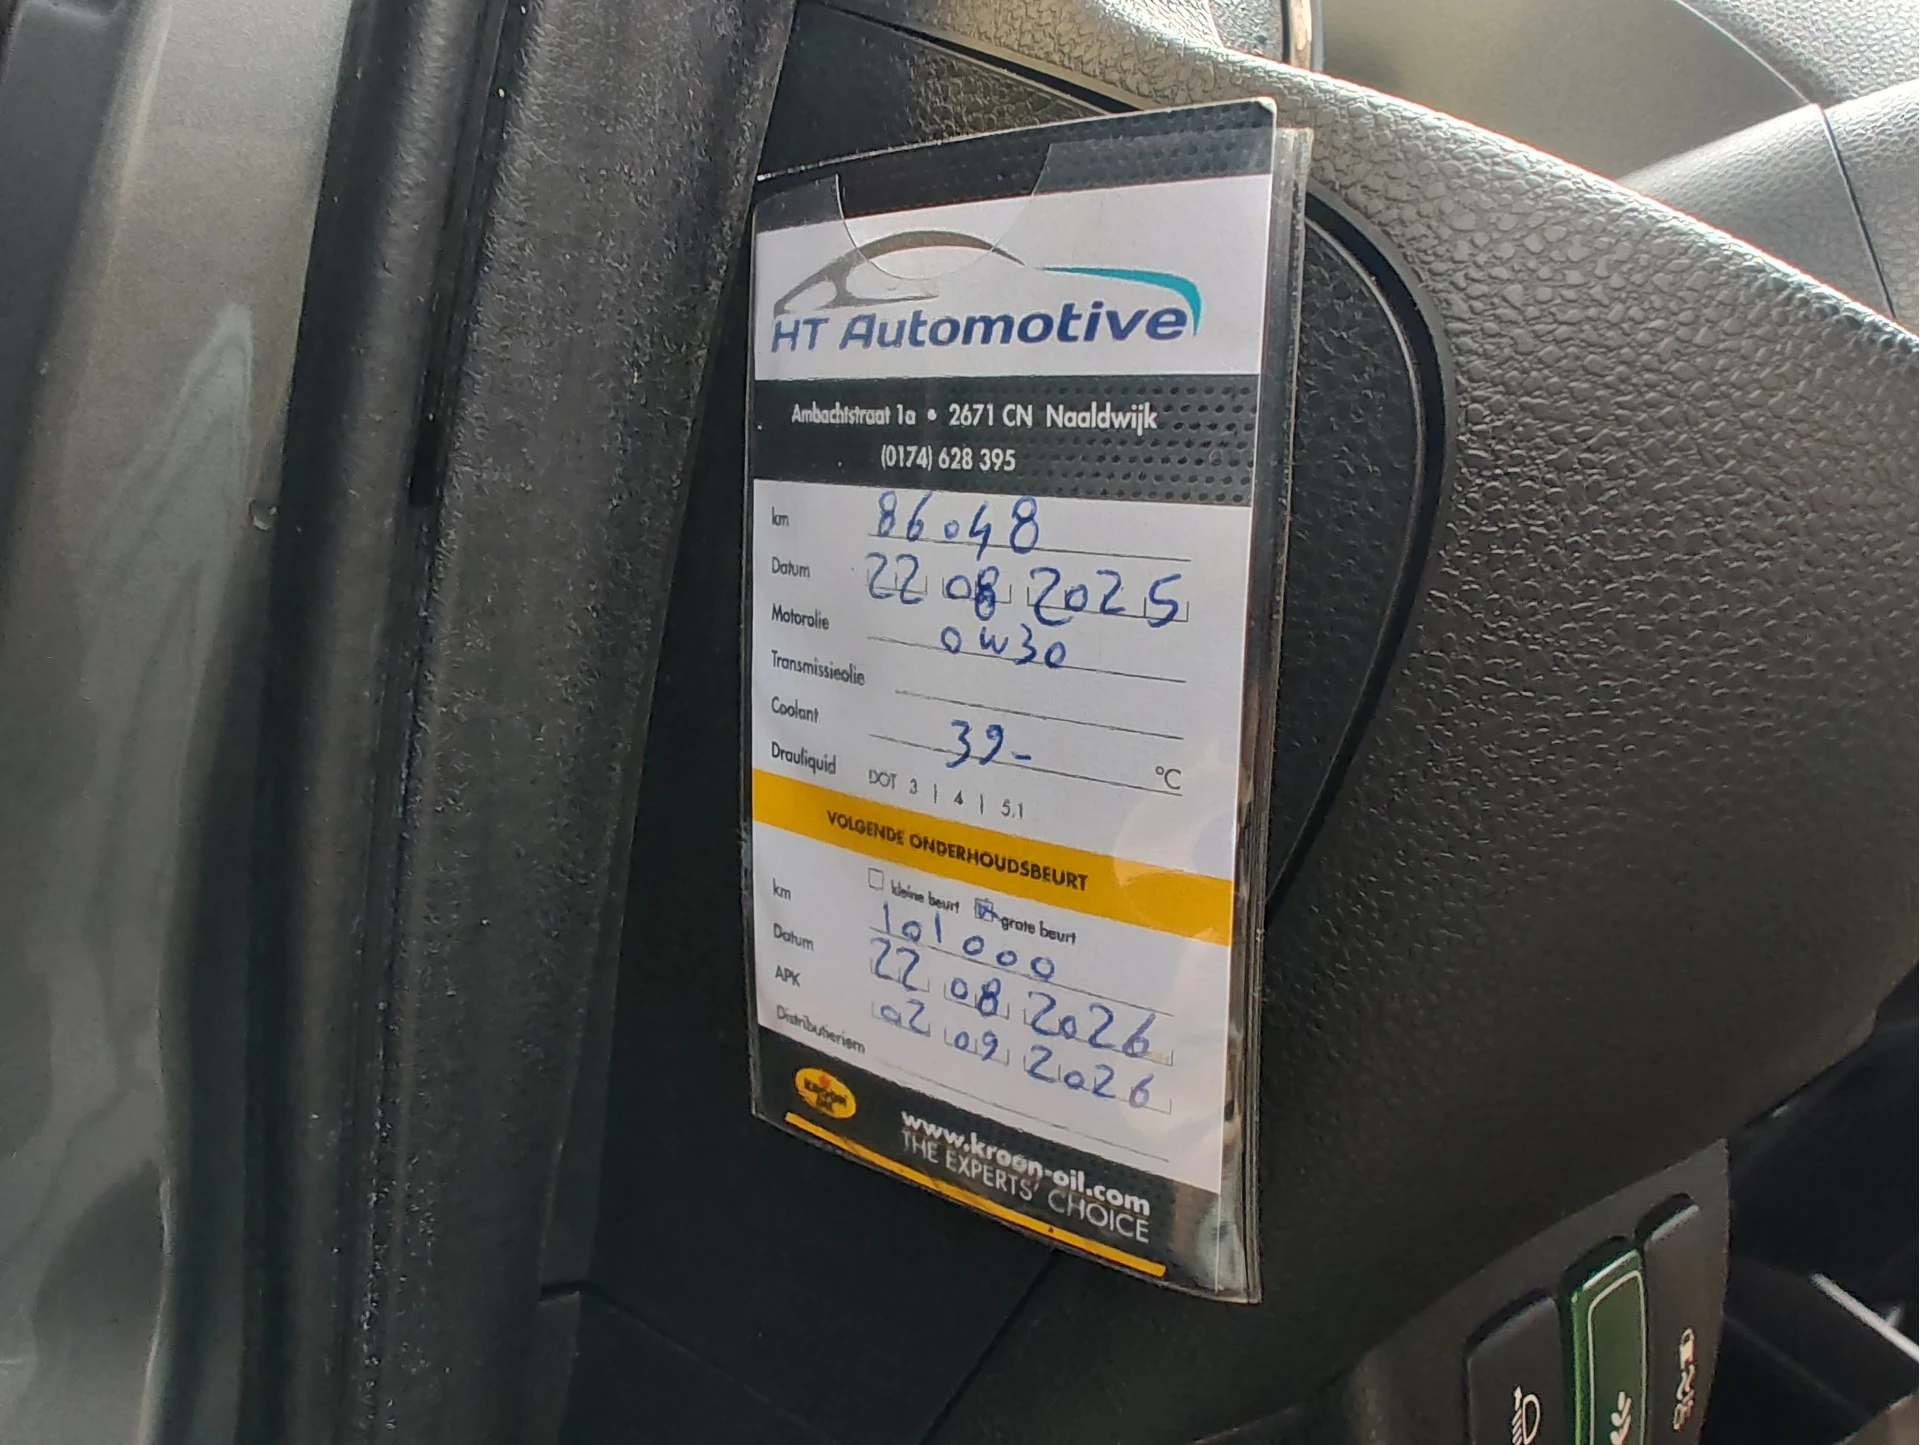 HT Automotive
Ambachtstraat 1a • 2671 CN Naaldwijk
(0174) 628 395
km 86048
Datum 22 08 2025
Motorolie 0W30
Transmissieolie
Coolant 39- °C
Drauliquid DOT 3 | 4 | 5.1
VOLGENDE ONDERHOUDSBEURT
kleine beurt grote beurt
km 101000
Datum 22 08 2026
APK 02 09 2026
Distributieriem
KROON OIL
www.kroon-oil.com
THE EXPERTS' CHOICE